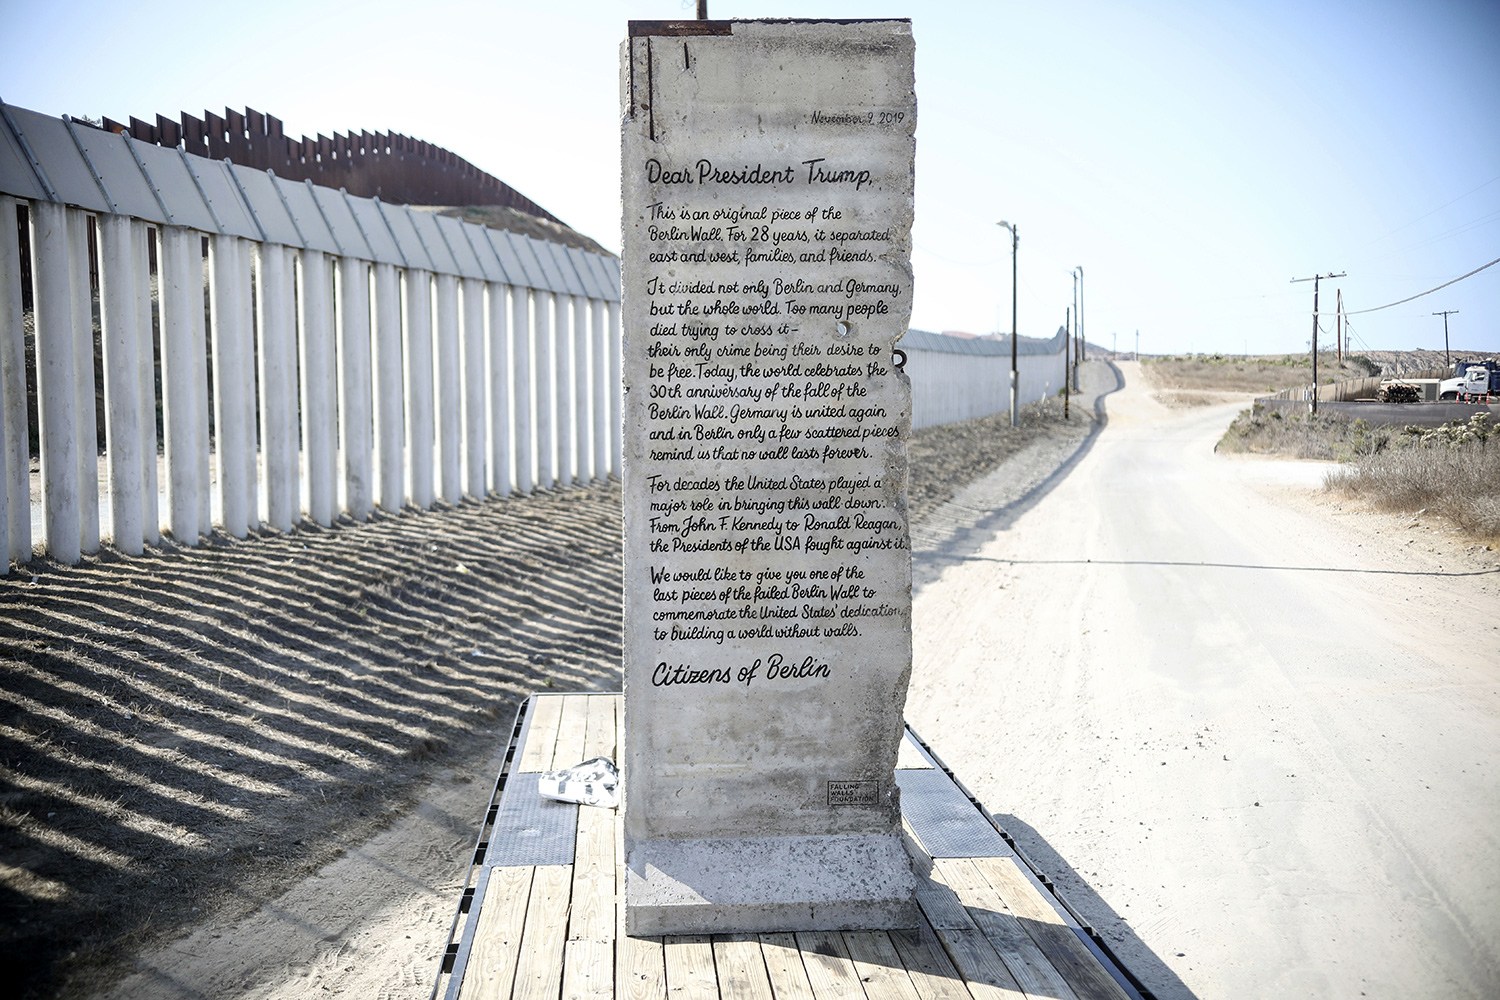 November 9, 2019
Dear President Trump,
This is an original piece of the
Berlin Wall. For 28 years, it separated
east and west, families, and friends.
It divided not only Berlin and Germany,
but the whole world. Too many people
died trying to cross it –
their only crime being their desire to
be free. Today, the world celebrates the
30th anniversary of the fall of the
Berlin Wall. Germany is united again
and in Berlin only a few scattered pieces
remind us that no wall lasts forever.
For decades the United States played a
major role in bringing this wall down.
From John F. Kennedy to Ronald Reagan,
the Presidents of the USA fought against it.
We would like to give you one of the
last pieces of the failed Berlin Wall to
commemorate the United States' dedication
to building a world without walls.
Citizens of Berlin
FALLING
WALLS
FOUNDATION